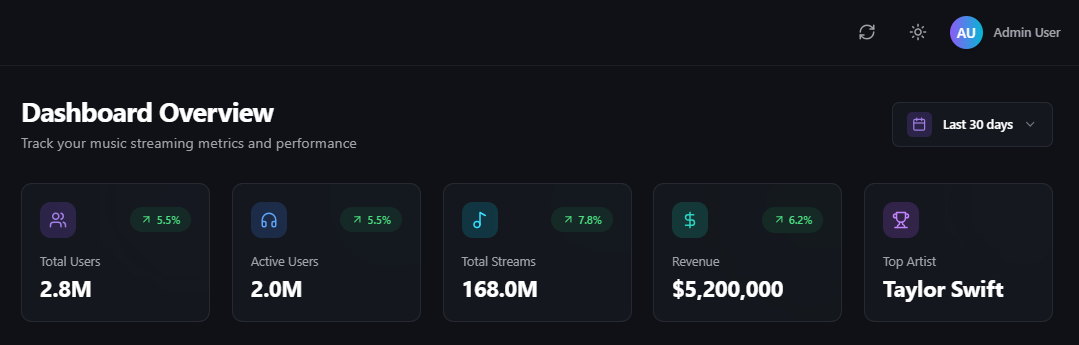 AU Admin User
Dashboard Overview
Track your music streaming metrics and performance
Last 30 days
5.5%
Total Users
2.8M
5.5%
Active Users
2.0M
7.8%
Total Streams
168.0M
6.2%
Revenue
$5,200,000
Top Artist
Taylor Swift